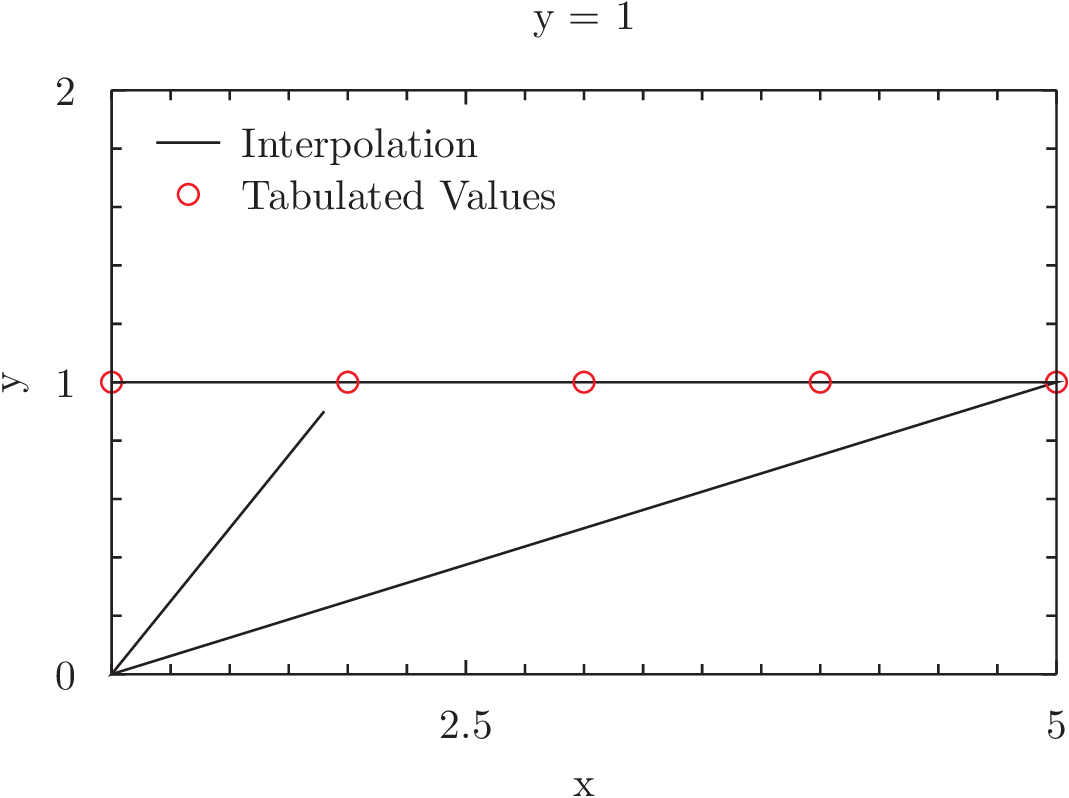 y = 1
2
Interpolation
Tabulated Values
y
1
0
2.5
5
x